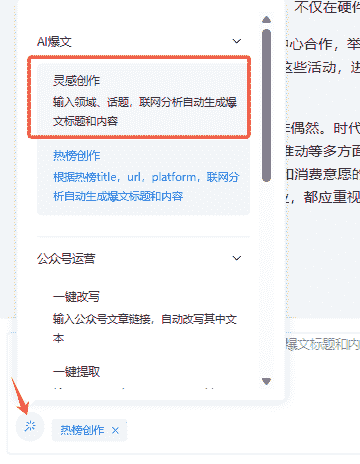 AI爆文
灵感创作
输入领域、话题，联网分析自动生成爆
文标题和内容
热榜创作
根据热榜title，url，platform，联网分
析自动生成爆文标题和内容
公众号运营
一键改写
输入公众号文章链接，自动改写其中文
本
一键提取
热榜创作 ×
不仅在硬件
中心合作，举
这些活动，进
偶然。时代
推动等多方面
和消费意愿的
，都应重视
爆文标题和内